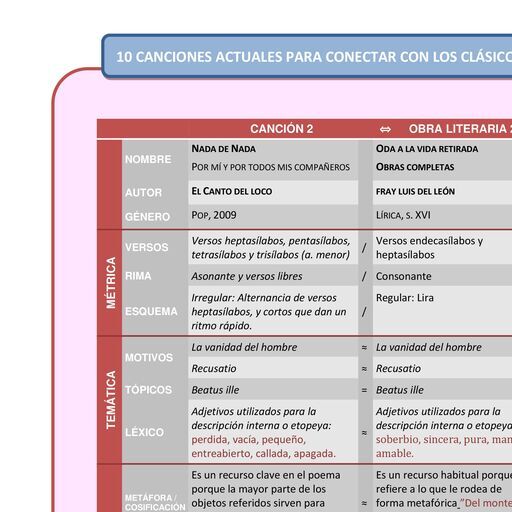 10 CANCIONES ACTUALES PARA CONECTAR CON LOS CLÁSICO
CANCIÓN 2 ⇔ OBRA LITERARIA 2
NOMBRE
NADA DE NADA
POR MÍ Y POR TODOS MIS COMPAÑEROS
ODA A LA VIDA RETIRADA
OBRAS COMPLETAS
AUTOR EL CANTO DEL LOCO FRAY LUIS DEL LEÓN
GÉNERO POP, 2009 LÍRICA, S. XVI
MÉTRICA
VERSOS
Versos heptasílabos, pentasílabos,
tetrasílabos y trisílabos (a. menor)
/
Versos endecasílabos y
heptasílabos
RIMA Asonante y versos libres / Consonante
ESQUEMA
Irregular: Alternancia de versos
heptasílabos, y cortos que dan un
ritmo rápido.
/
Regular: Lira
TEMÁTICA
MOTIVOS
La vanidad del hombre ≈ La vanidad del hombre
Recusatio ≈ Recusatio
TÓPICOS Beatus ille = Beatus ille
LÉXICO
Adjetivos utilizados para la
descripción interna o etopeya:
perdida, vacía, pequeño,
entreabierto, callada, apagada.
≈
Adjetivos utilizados para la
descripción interna o etopeya
soberbio, sincera, pura, man
amable.
METÁFORA /
COSIFICACIÓN
Es un recurso clave en el poema
porque la mayor parte de los
objetos referidos sirven para
≈
Es un recurso habitual porque
refiere a lo que le rodea de
forma metafórica "Del monte